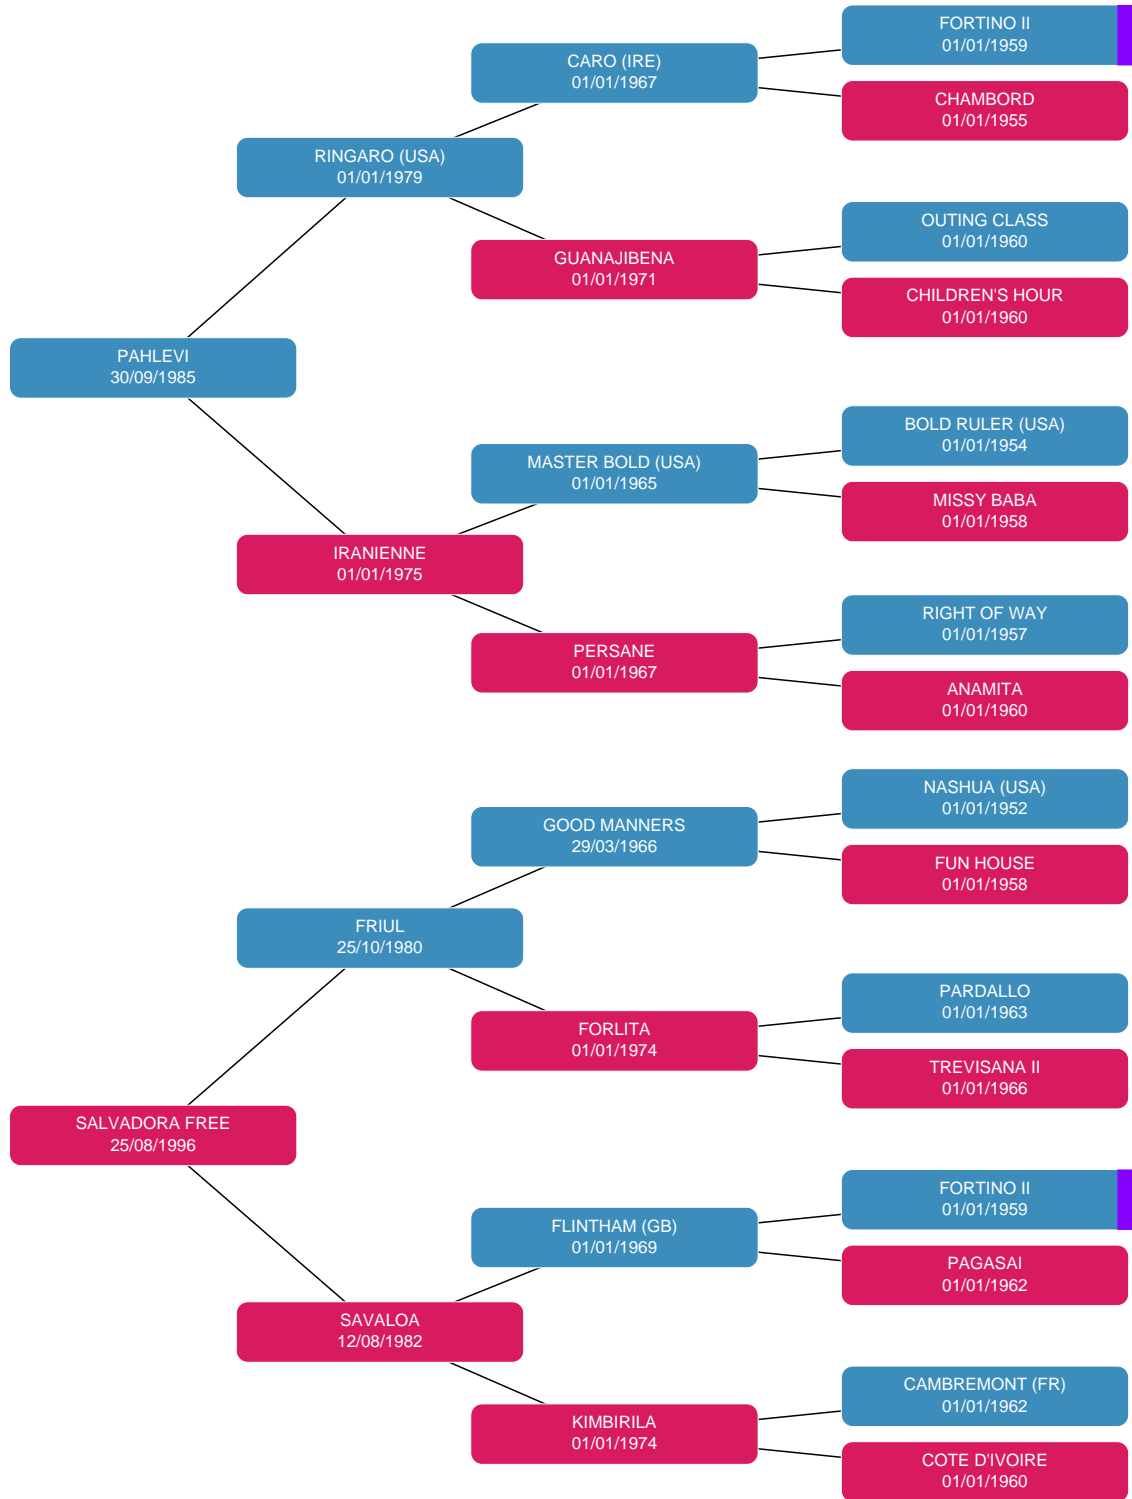 FORTINO II
01/01/1959
CARO (IRE)
01/01/1967
CHAMBORD
01/01/1955
RINGARO (USA)
01/01/1979
OUTING CLASS
01/01/1960
GUANAJIBENA
01/01/1971
CHILDREN'S HOUR
01/01/1960
PAHLEVI
30/09/1985
BOLD RULER (USA)
01/01/1954
MASTER BOLD (USA)
01/01/1965
MISSY BABA
01/01/1958
IRANIENNE
01/01/1975
RIGHT OF WAY
01/01/1957
PERSANE
01/01/1967
ANAMITA
01/01/1960
NASHUA (USA)
01/01/1952
GOOD MANNERS
29/03/1966
FUN HOUSE
01/01/1958
FRIUL
25/10/1980
PARDALLO
01/01/1963
FORLITA
01/01/1974
TREVISANA II
01/01/1966
SALVADORA FREE
25/08/1996
FORTINO II
01/01/1959
FLINTHAM (GB)
01/01/1969
PAGASAI
01/01/1962
SAVALOA
12/08/1982
CAMBREMONT (FR)
01/01/1962
KIMBIRILA
01/01/1974
COTE D'IVOIRE
01/01/1960